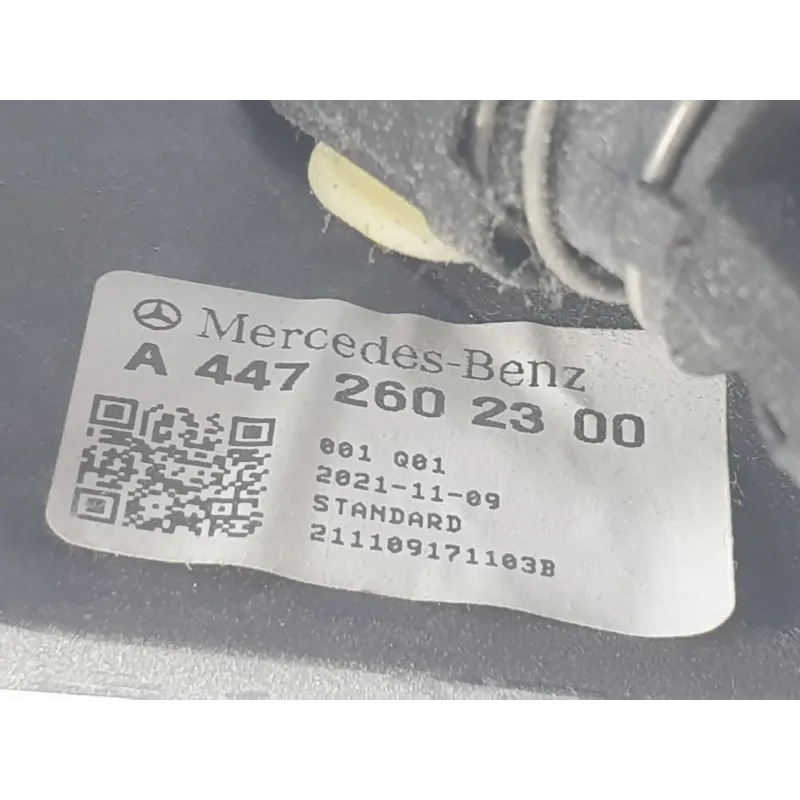 Mercedes-Benz
A 447 260 23 00
001 Q01
2021-11-09
STANDARD
211109171103B